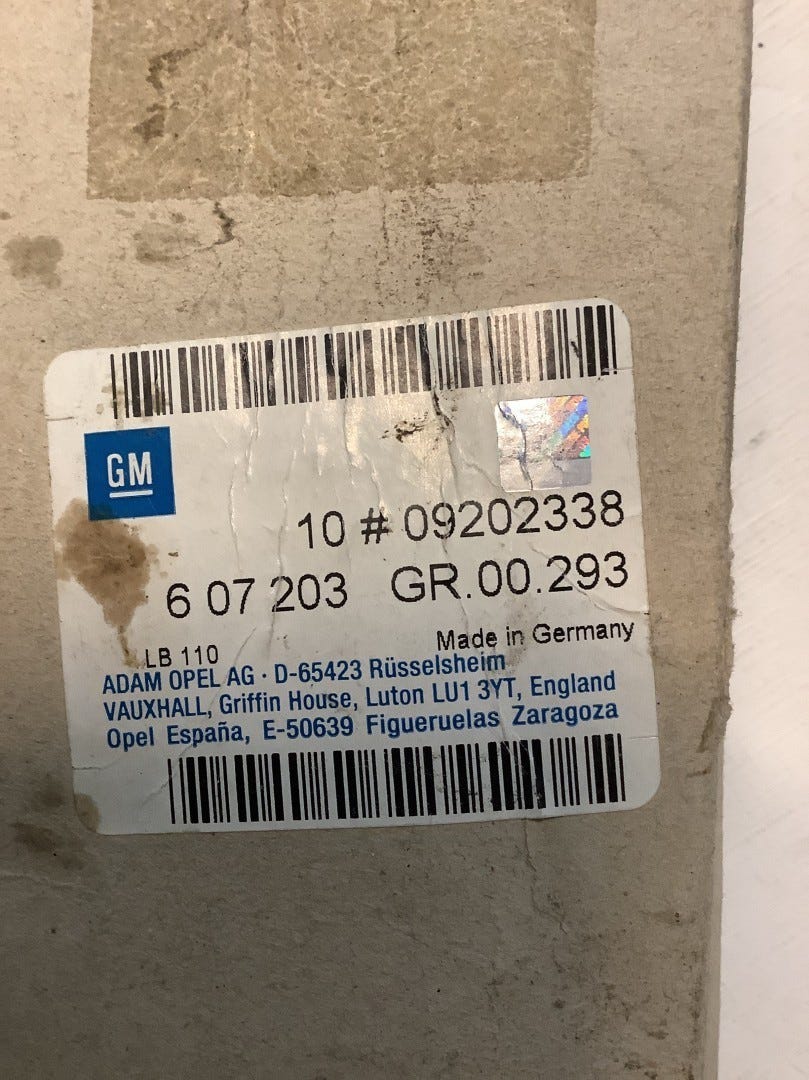 GM
10 # 09202338
6 07 203 GR.00.293
LB 110 Made in Germany
ADAM OPEL AG · D-65423 Rüsselsheim
VAUXHALL, Griffin House, Luton LU1 3YT, England
Opel España, E-50639 Figueruelas Zaragoza